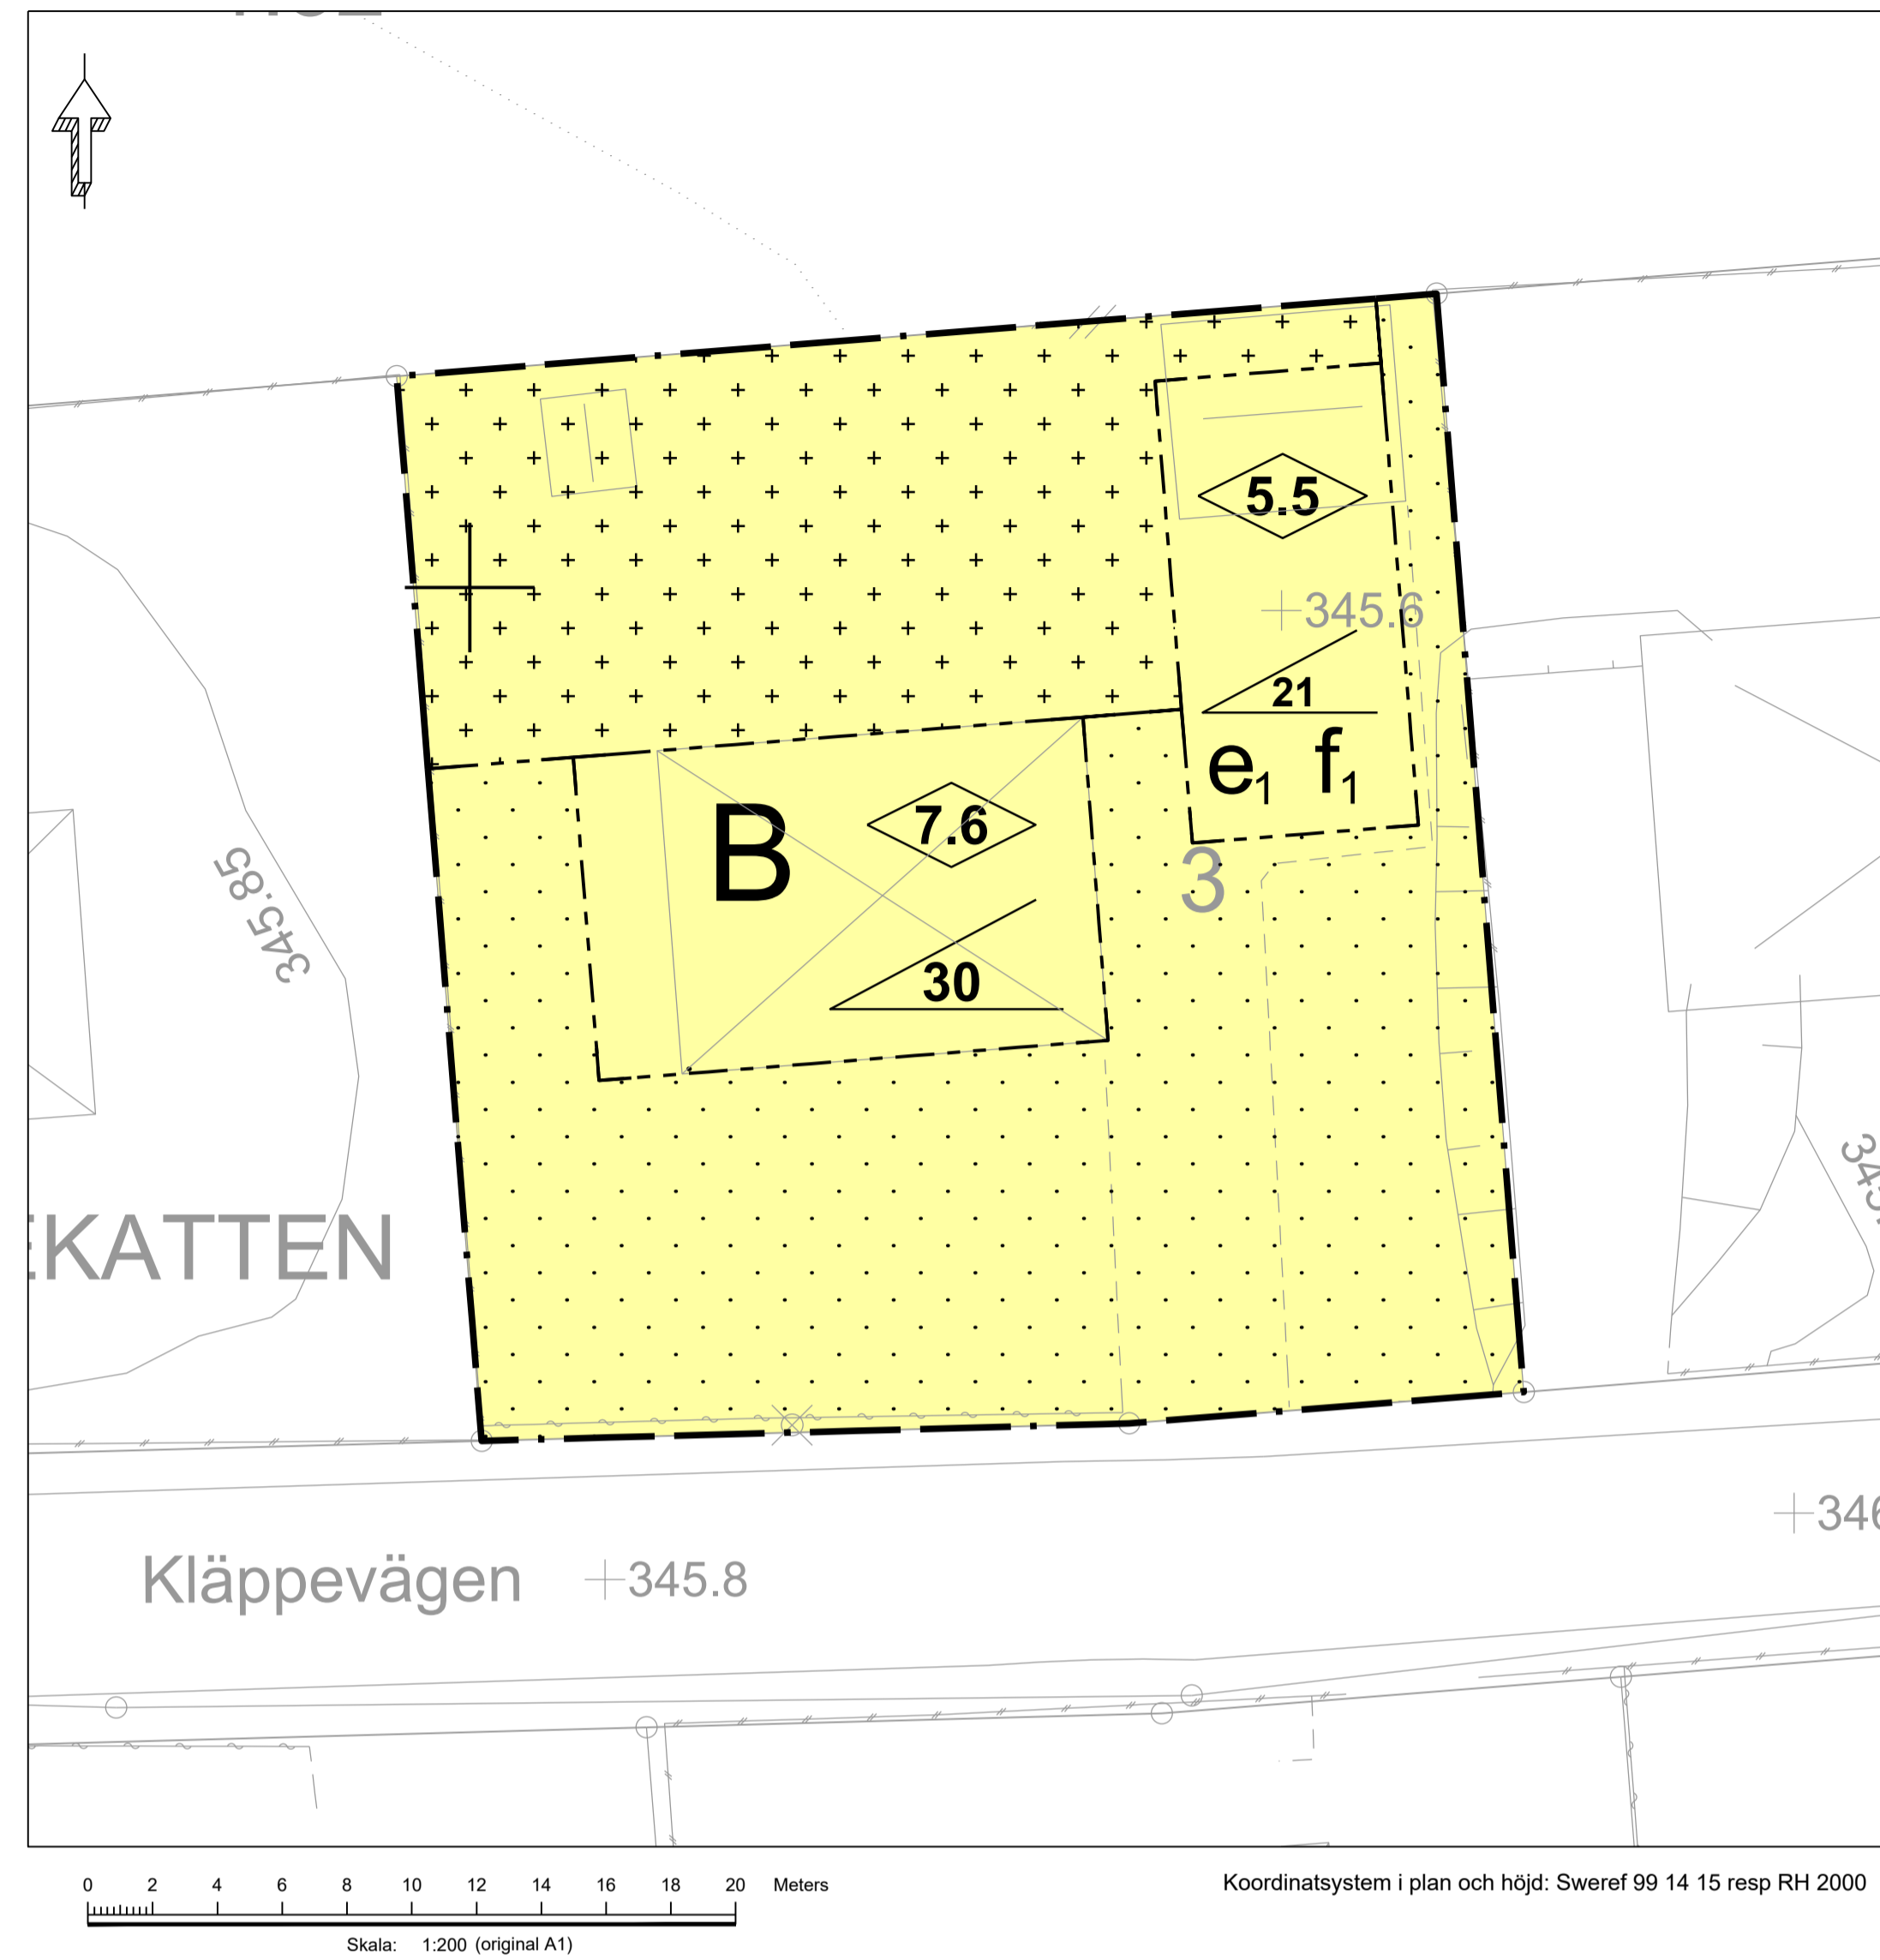 5.5
345.6
21
e1 f1
B
7.6
3
345.85
30
EKATTEN
346
Kläppevägen
345.8
0 2 4 6 8 10 12 14 16 18 20 Meters
Koordinatsystem i plan och höjd: Sweref 99 14 15 resp RH 2000
Skala: 1:200 (original A1)